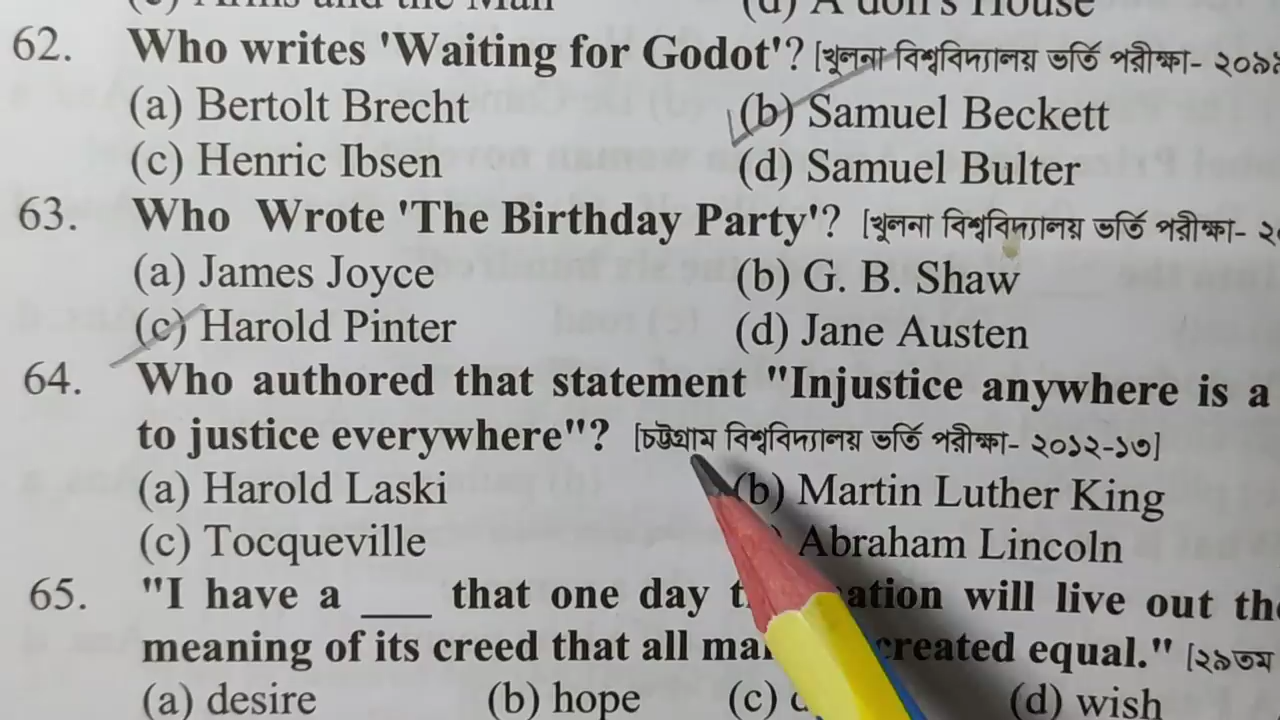 (d) A doll's House
62. Who writes 'Waiting for Godot'? [খুলনা বিশ্ববিদ্যালয় ভর্তি পরীক্ষা-
(a) Bertolt Brecht (b) Samuel Beckett
(c) Henric Ibsen (d) Samuel Bulter
63. Who Wrote 'The Birthday Party'? [খুলনা বিশ্ববিদ্যালয় ভর্তি পরীক্ষা-
(a) James Joyce (b) G. B. Shaw
(c) Harold Pinter (d) Jane Austen
64. Who authored that statement "Injustice anywhere is a
to justice everywhere"? [চট্টগ্রাম বিশ্ববিদ্যালয় ভর্তি পরীক্ষা- ২০১২-১৩]
(a) Harold Laski (b) Martin Luther King
(c) Tocqueville Abraham Lincoln
65. "I have a ___ that one day will live out
meaning of its creed that all created equal." [২৯তম
(a) desire (b) hope (c) (d) wish